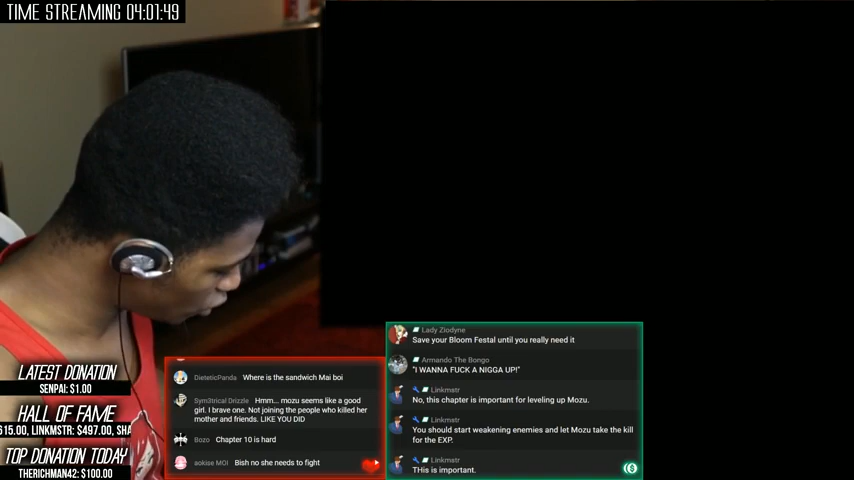 TIME STREAMING 04:01:49
Lady Ziodyne
Save your Bloom Festal until you really need it
Armando The Bongo
"I WANNA FUCK A NIGGA UP!"
Linkmstr
No, this chapter is important for leveling up Mozu.
Linkmstr
You should start weakening enemies and let Mozu take the kill
for the EXP.
Linkmstr
THis is important.
DieteticPanda Where is the sandwich Mai boi
Sym3trical Drizzle Hmm... mozu seems like a good
girl. I brave one. Not joining the people who killed her
mother and friends. LIKE YOU DID
Bozo Chapter 10 is hard
aokise MOI Bish no she needs to fight
LATEST DONATION
SENPAI: $1.00
HALL OF FAME
615.00, LINKMSTR: $497.00, SHA
TOP DONATION TODAY
THERICHMAN42: $100.00